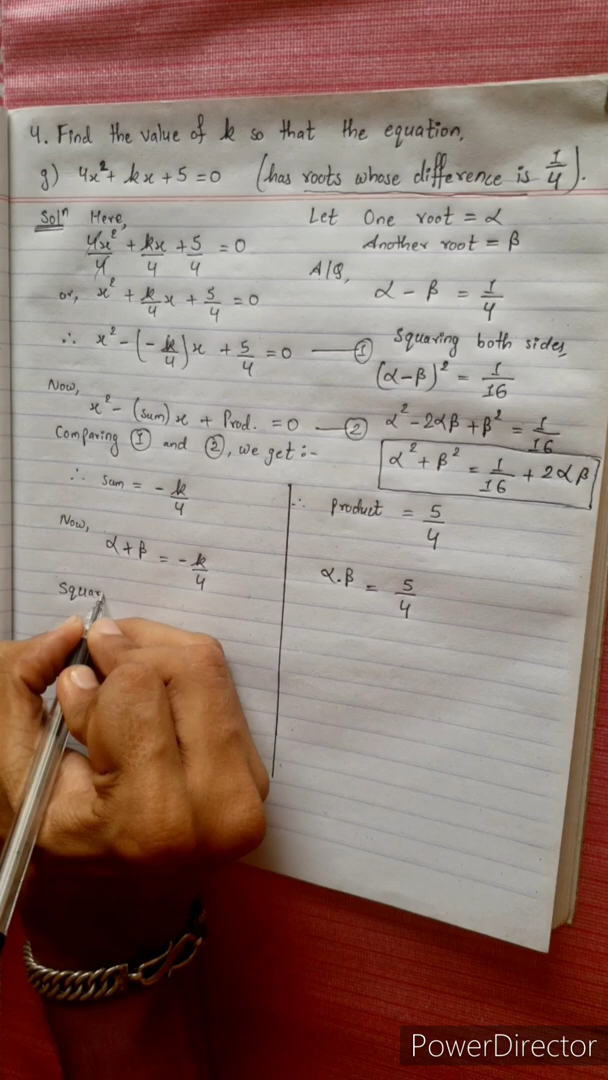 4. Find the value of k so that the equation,
g) 4x² + kx + 5 = 0 (has roots whose difference is 1/4).
Solⁿ Here,
4x²/4 + kx/4 + 5/4 = 0
or, x² + k/4 x + 5/4 = 0
∴ x² - (-k/4)x + 5/4 = 0 — ①
Now,
x² - (sum)x + Prod. = 0 — ②
Comparing ① and ②, we get :-
Let One root = α
Another root = β
A/Q,
α - β = 1/4
Squaring both sides,
(α-β)² = 1/16
α² - 2αβ + β² = 1/16
α² + β² = 1/16 + 2αβ
∴ sum = -k/4
Now,
α + β = -k/4
Squar
∴ Product = 5/4
α.β = 5/4
PowerDirector